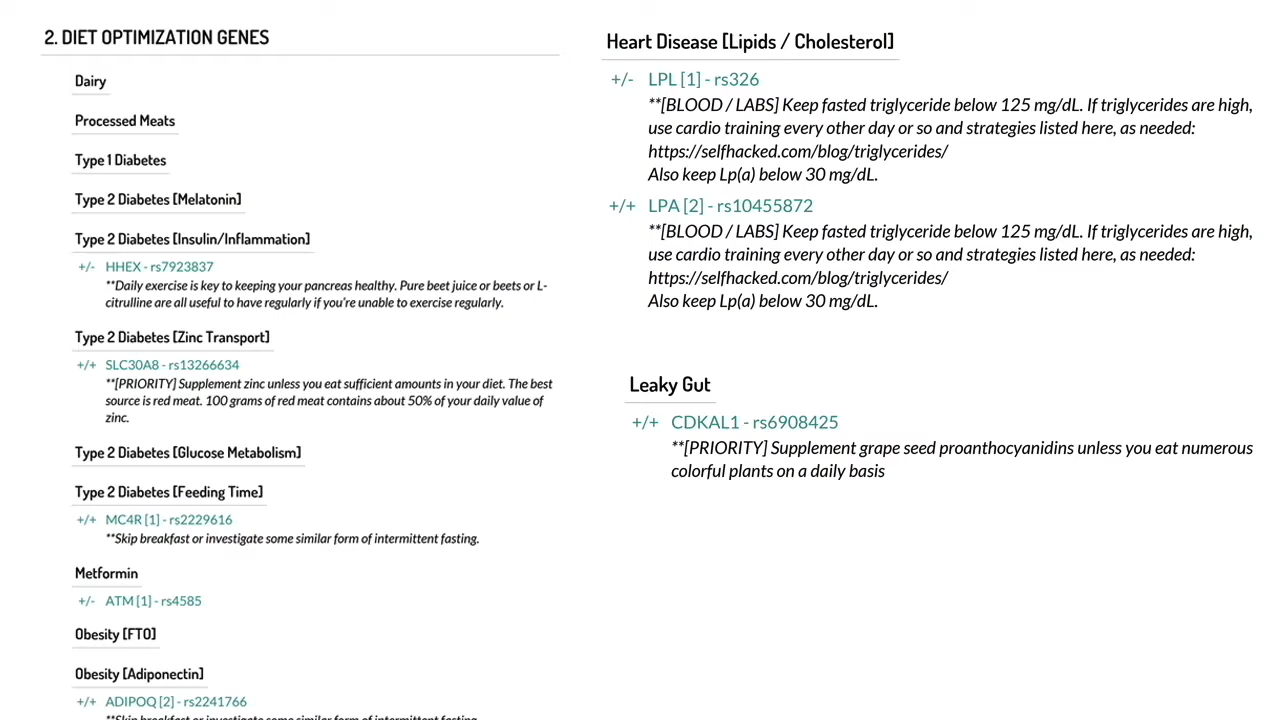 2. DIET OPTIMIZATION GENES
Dairy
Processed Meats
Type 1 Diabetes
Type 2 Diabetes [Melatonin]
Type 2 Diabetes [Insulin/Inflammation]
+/- HHEX - rs7923837
**Daily exercise is key to keeping your pancreas healthy. Pure beet juice or beets or L-
citrulline are all useful to have regularly if you're unable to exercise regularly.
Type 2 Diabetes [Zinc Transport]
+/+ SLC30A8 - rs13266634
**[PRIORITY] Supplement zinc unless you eat sufficient amounts in your diet. The best
source is red meat. 100 grams of red meat contains about 50% of your daily value of
zinc.
Type 2 Diabetes [Glucose Metabolism]
Type 2 Diabetes [Feeding Time]
+/+ MC4R [1] - rs2229616
**Skip breakfast or investigate some similar form of intermittent fasting.
Metformin
+/- ATM [1] - rs4585
Obesity [FTO]
Obesity [Adiponectin]
+/+ ADIPOQ [2] - rs2241766
**Skip breakfast or investigate some similar form of intermittent fasting.
Heart Disease [Lipids / Cholesterol]
+/- LPL [1] - rs326
**[BLOOD / LABS] Keep fasted triglyceride below 125 mg/dL. If triglycerides are high,
use cardio training every other day or so and strategies listed here, as needed:
https://selfhacked.com/blog/triglycerides/
Also keep Lp(a) below 30 mg/dL.
+/+ LPA [2] - rs10455872
**[BLOOD / LABS] Keep fasted triglyceride below 125 mg/dL. If triglycerides are high,
use cardio training every other day or so and strategies listed here, as needed:
https://selfhacked.com/blog/triglycerides/
Also keep Lp(a) below 30 mg/dL.
Leaky Gut
+/+ CDKAL1 - rs6908425
**[PRIORITY] Supplement grape seed proanthocyanidins unless you eat numerous
colorful plants on a daily basis